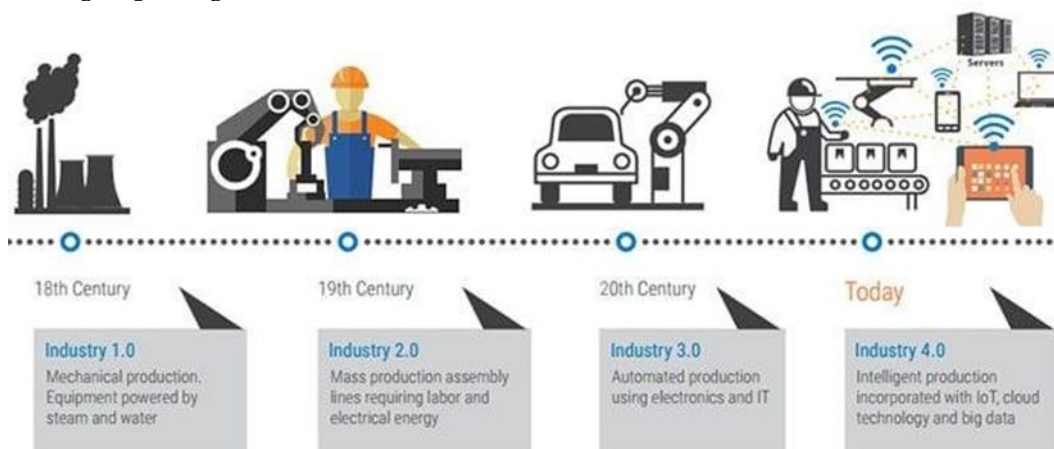 Servers
18th Century
Industry 1.0
Mechanical production.
Equipment powered by
steam and water
19th Century
Industry 2.0
Mass production assembly
lines requiring labor and
electrical energy
20th Century
Industry 3.0
Automated production
using electronics and IT
Today
Industry 4.0
Intelligent production
incorporated with IoT, cloud
technology and big data